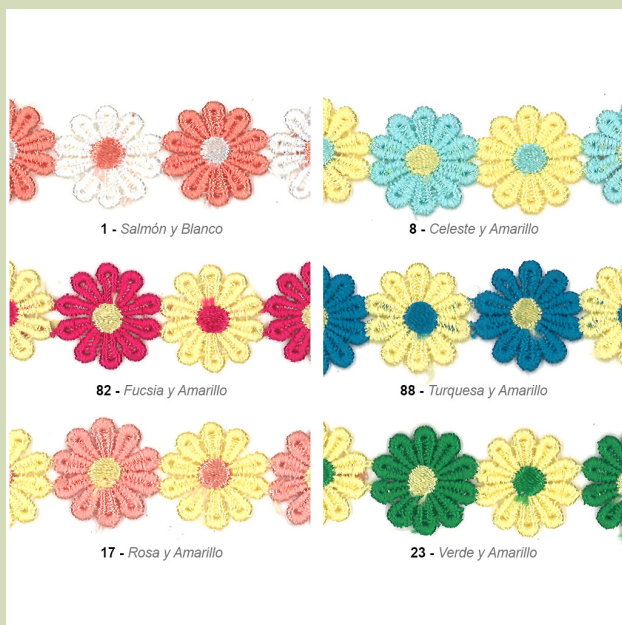 1 - Salmón y Blanco
8 - Celeste y Amarillo
82 - Fucsia y Amarillo
88 - Turquesa y Amarillo
17 - Rosa y Amarillo
23 - Verde y Amarillo